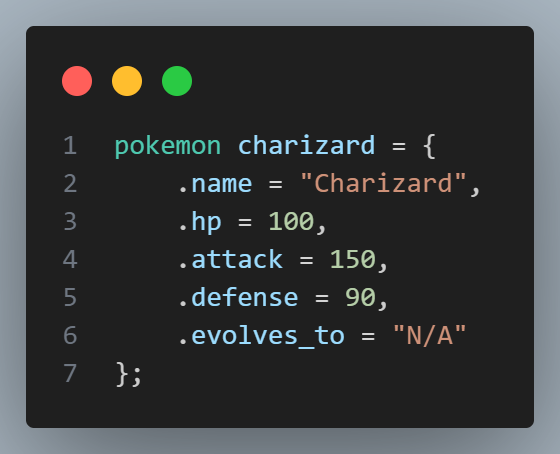 1 pokemon charizard = {
2     .name = "Charizard",
3     .hp = 100,
4     .attack = 150,
5     .defense = 90,
6     .evolves_to = "N/A"
7 };